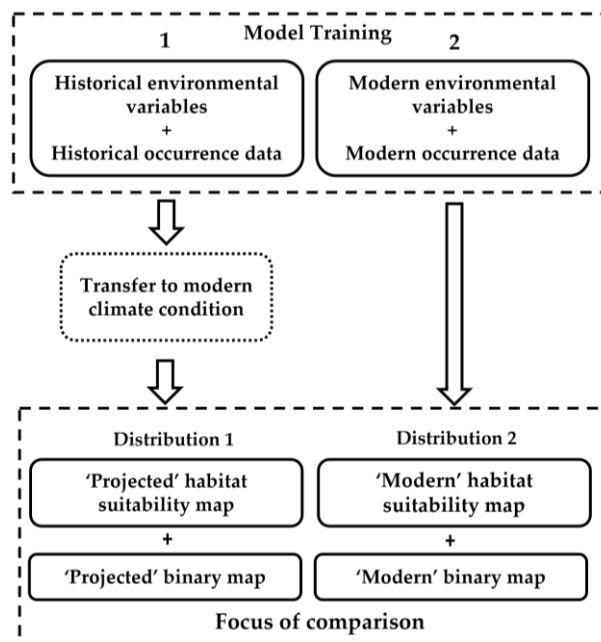 Model Training
1
2
Historical environmental
variables
+
Historical occurrence data
Modern environmental
variables
+
Modern occurrence data
Transfer to modern
climate condition
Distribution 1
‘Projected’ habitat
suitability map
+
‘Projected’ binary map
Distribution 2
‘Modern’ habitat
suitability map
+
‘Modern’ binary map
Focus of comparison